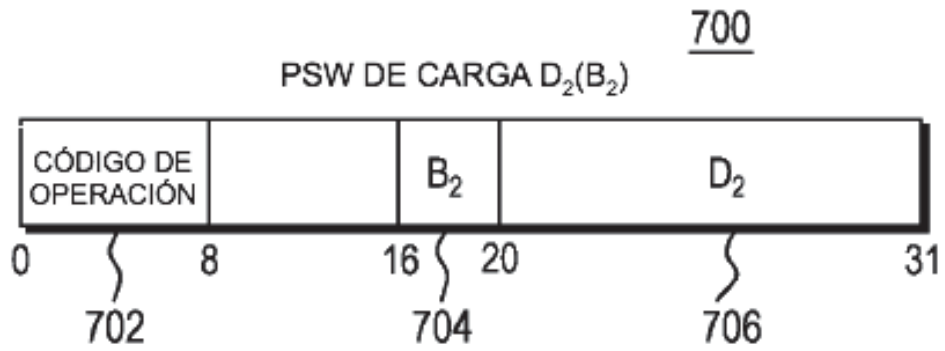 700
PSW DE CARGA D₂(B₂)
CÓDIGO DE
OPERACIÓN
B₂
D₂
0 8 16 20 31
702 704 706